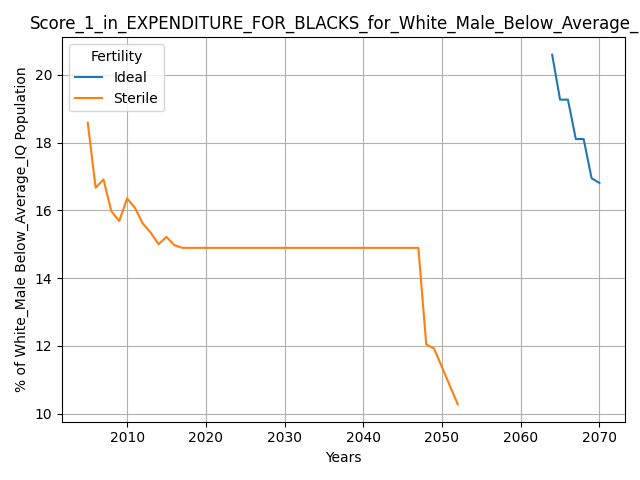 Score_1_in_EXPENDITURE_FOR_BLACKS_for_White_Male_Below_Average_
Fertility
Ideal
Sterile
% of White_Male Below_Average_IQ Population
20
18
16
14
12
10
2010 2020 2030 2040 2050 2060 2070
Years